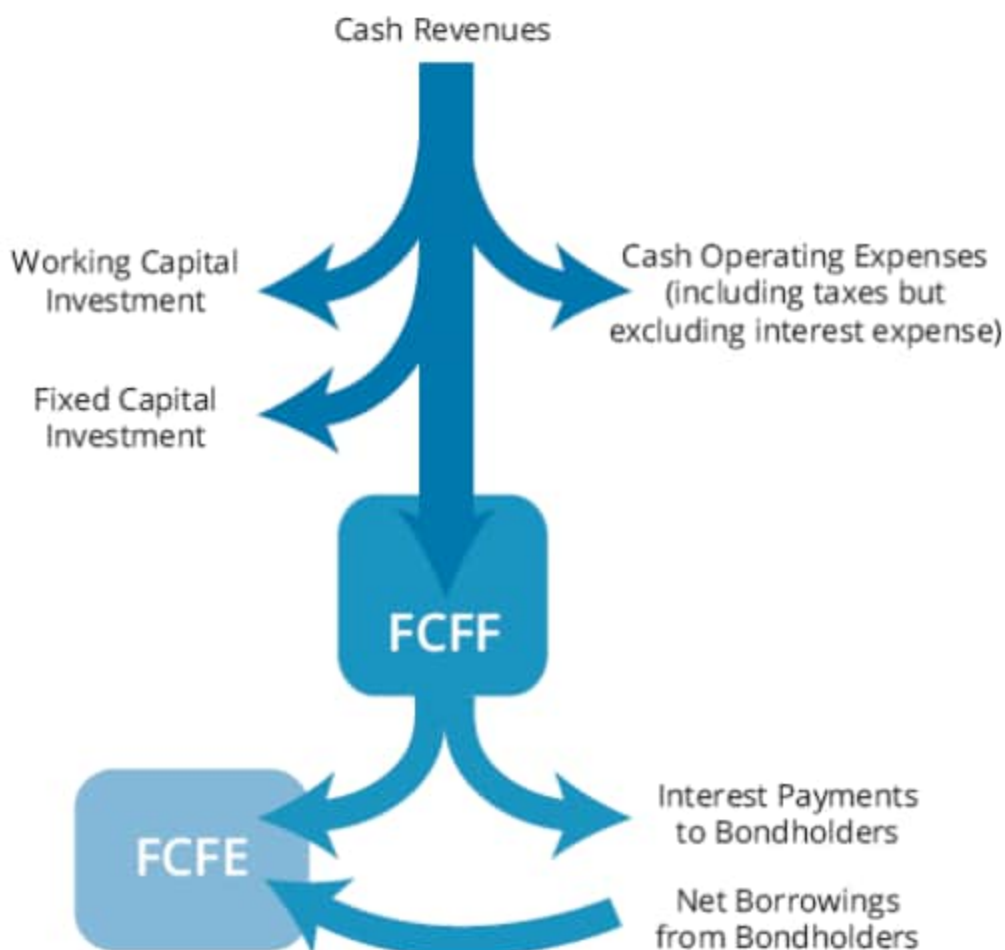 Cash Revenues
Working Capital
Investment
Cash Operating Expenses
(including taxes but
excluding interest expense)
Fixed Capital
Investment
FCFF
FCFE
Interest Payments
to Bondholders
Net Borrowings
from Bondholders